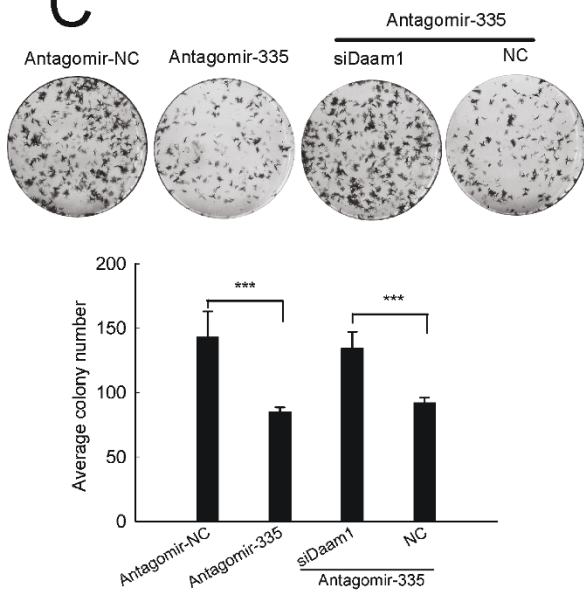 C
Antagomir-335
Antagomir-NC Antagomir-335 siDaam1 NC
200
***
***
150
100
50
0
Average colony number
Antagomir-NC Antagomir-335 siDaam1 NC
Antagomir-335